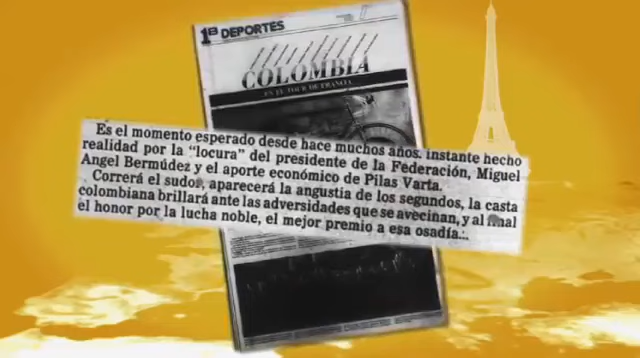 1B DEPORTES
COLOMBIA
EN EL TOUR DE FRANCIA
Es el momento esperado desde hace muchos años, instante hecho
realidad por la "locura" del presidente de la Federación, Miguel
Angel Bermúdez y el aporte económico de Pilas Varta.
Correrá el sudor, aparecerá la angustia de los segundos, la casta
colombiana brillará ante las adversidades que se avecinan, y al final
el honor por la lucha noble, el mejor premio a esa osadía...